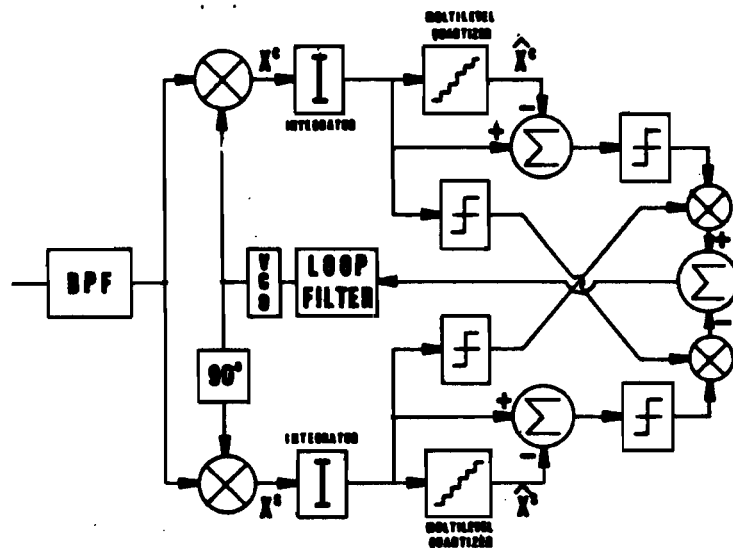 MULTILEVEL
QUANTIZER
X^c
X̂^c
I
INTEGRATOR
-
+
Σ
+
BPF
VCO
LOOP
FILTER
Σ
-
90°
+
Σ
-
INTEGRATOR
I
X^s
X̂^s
MULTILEVEL
QUANTIZER